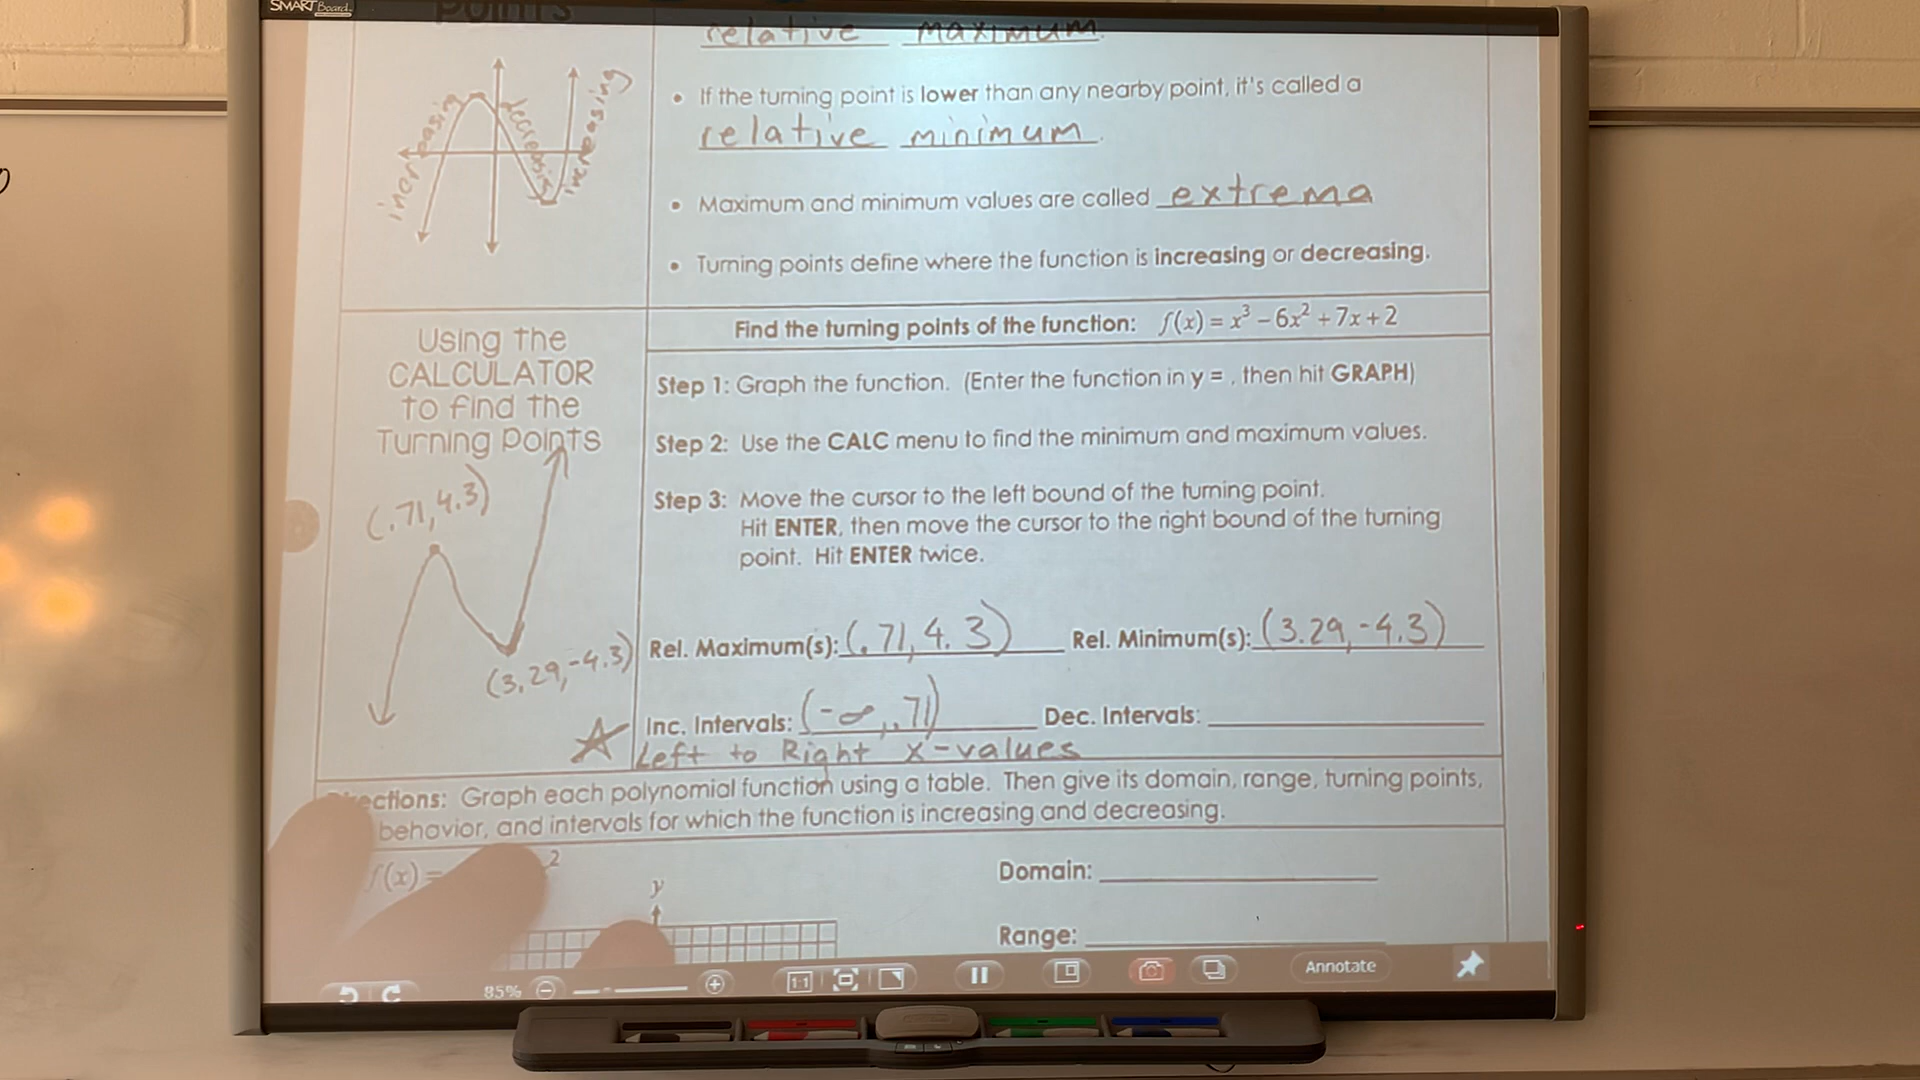 SMART Board
points
relative maximum.
increasing
decreasing
increasing
• If the turning point is lower than any nearby point, it's called a
relative minimum.
• Maximum and minimum values are called extrema
• Turning points define where the function is increasing or decreasing.
Using the
CALCULATOR
to find the
Turning Points
(.71, 4.3)
(3.29, -4.3)
Find the turning points of the function: f(x) = x³ – 6x² + 7x + 2
Step 1: Graph the function. (Enter the function in y = , then hit GRAPH)
Step 2: Use the CALC menu to find the minimum and maximum values.
Step 3: Move the cursor to the left bound of the turning point.
Hit ENTER, then move the cursor to the right bound of the turning
point. Hit ENTER twice.
Rel. Maximum(s): (.71, 4.3) Rel. Minimum(s): (3.29, -4.3)
Inc. Intervals: (-∞, .71) Dec. Intervals:
Left to Right x-values
ections: Graph each polynomial function using a table. Then give its domain, range, turning points,
behavior, and intervals for which the function is increasing and decreasing.
f(x) = 2
y
Domain:
Range:
85% 1:1 Annotate